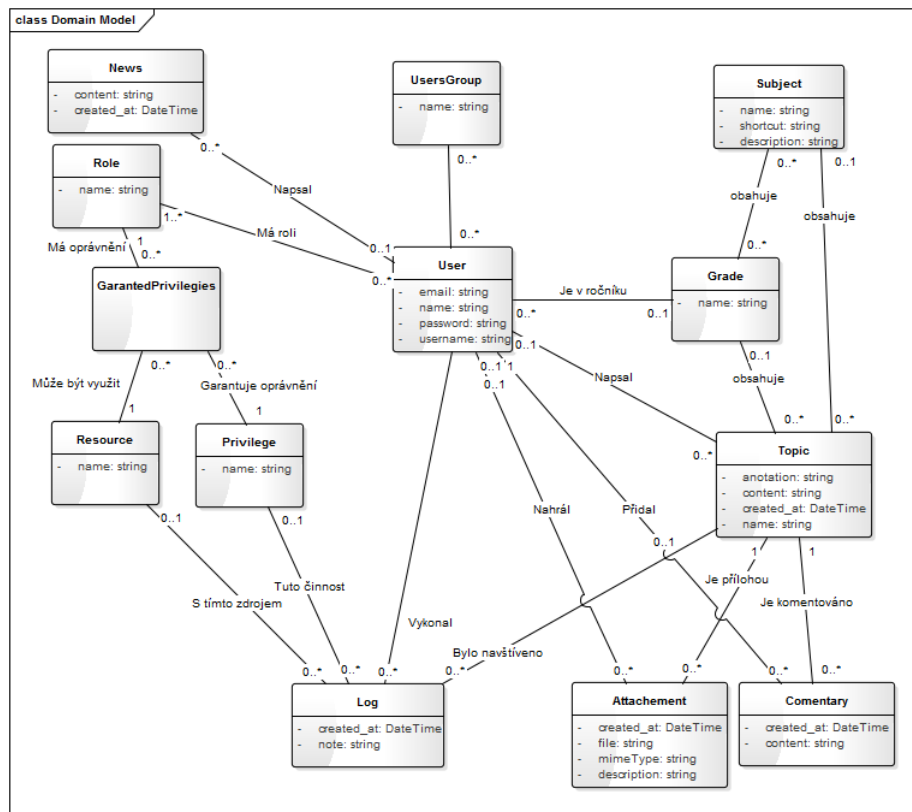 class Domain Model
News
- content: string
- created_at: DateTime
UsersGroup
- name: string
Subject
- name: string
- shortcut: string
- description: string
0..*
0..*
0..*
0..1
Role
- name: string
Napsal
obahuje
obsahuje
1..*
Má roli
1
Má oprávnění
0..*
0..1
0..*
0..*
0..*
GarantedPrivilegies
User
- email: string
- name: string
- password: string
- username: string
Grade
- name: string
Je v ročníku
0..*
0..1
0..1
0..1
0..*
0..*
0..1
1
0..1
Může být využit
Garantuje oprávnění
Napsal
obsahuje
1
1
0..*
0..*
0..*
Resource
- name: string
Privilege
- name: string
Topic
- anotation: string
- content: string
- created_at: DateTime
- name: string
0..1
0..1
Nahrál
Přidal
0..1
1
1
Tuto činnost
Je přílohou
S tímto zdrojem
Je komentováno
Vykonal
Bylo navštíveno
0..*
0..*
0..*
0..*
0..*
0..*
0..*
0..*
Log
- created_at: DateTime
- note: string
Attachement
- created_at: DateTime
- file: string
- mimeType: string
- description: string
Comentary
- created_at: DateTime
- content: string